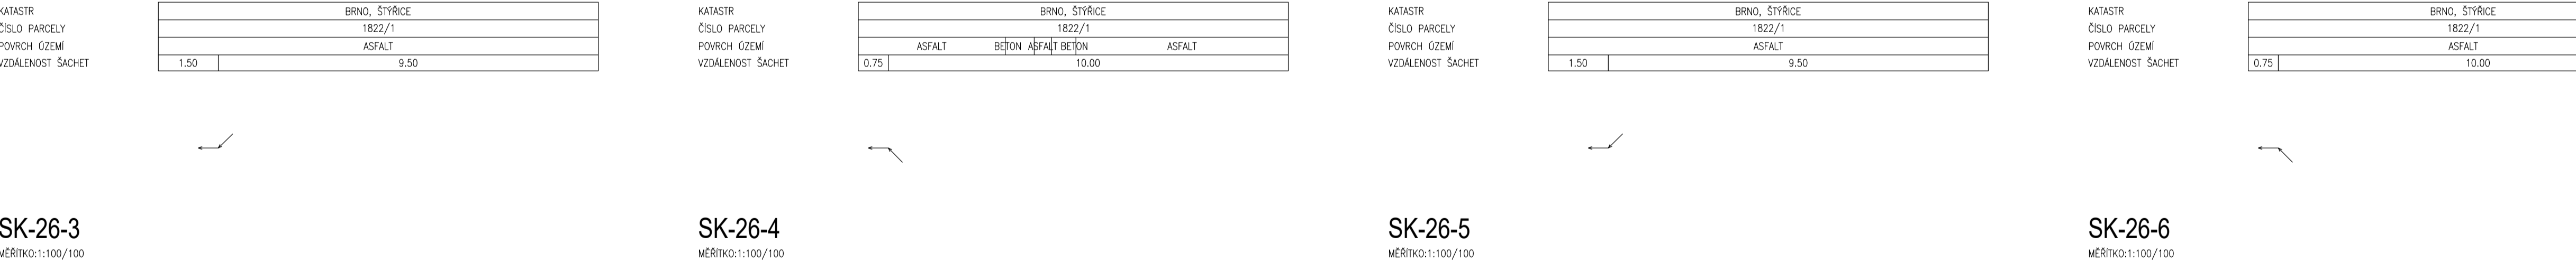 KATASTR BRNO, ŠTÝŘICE
ČÍSLO PARCELY 1822/1
POVRCH ÚZEMÍ ASFALT
VZDÁLENOST ŠACHET 1.50 9.50
SK-26-3
MĚŘÍTKO:1:100/100
KATASTR BRNO, ŠTÝŘICE
ČÍSLO PARCELY 1822/1
POVRCH ÚZEMÍ ASFALT BETON ASFALT BETON ASFALT
VZDÁLENOST ŠACHET 0.75 10.00
SK-26-4
MĚŘÍTKO:1:100/100
KATASTR BRNO, ŠTÝŘICE
ČÍSLO PARCELY 1822/1
POVRCH ÚZEMÍ ASFALT
VZDÁLENOST ŠACHET 1.50 9.50
SK-26-5
MĚŘÍTKO:1:100/100
KATASTR BRNO, ŠTÝŘICE
ČÍSLO PARCELY 1822/1
POVRCH ÚZEMÍ ASFALT
VZDÁLENOST ŠACHET 0.75 10.00
SK-26-6
MĚŘÍTKO:1:100/100